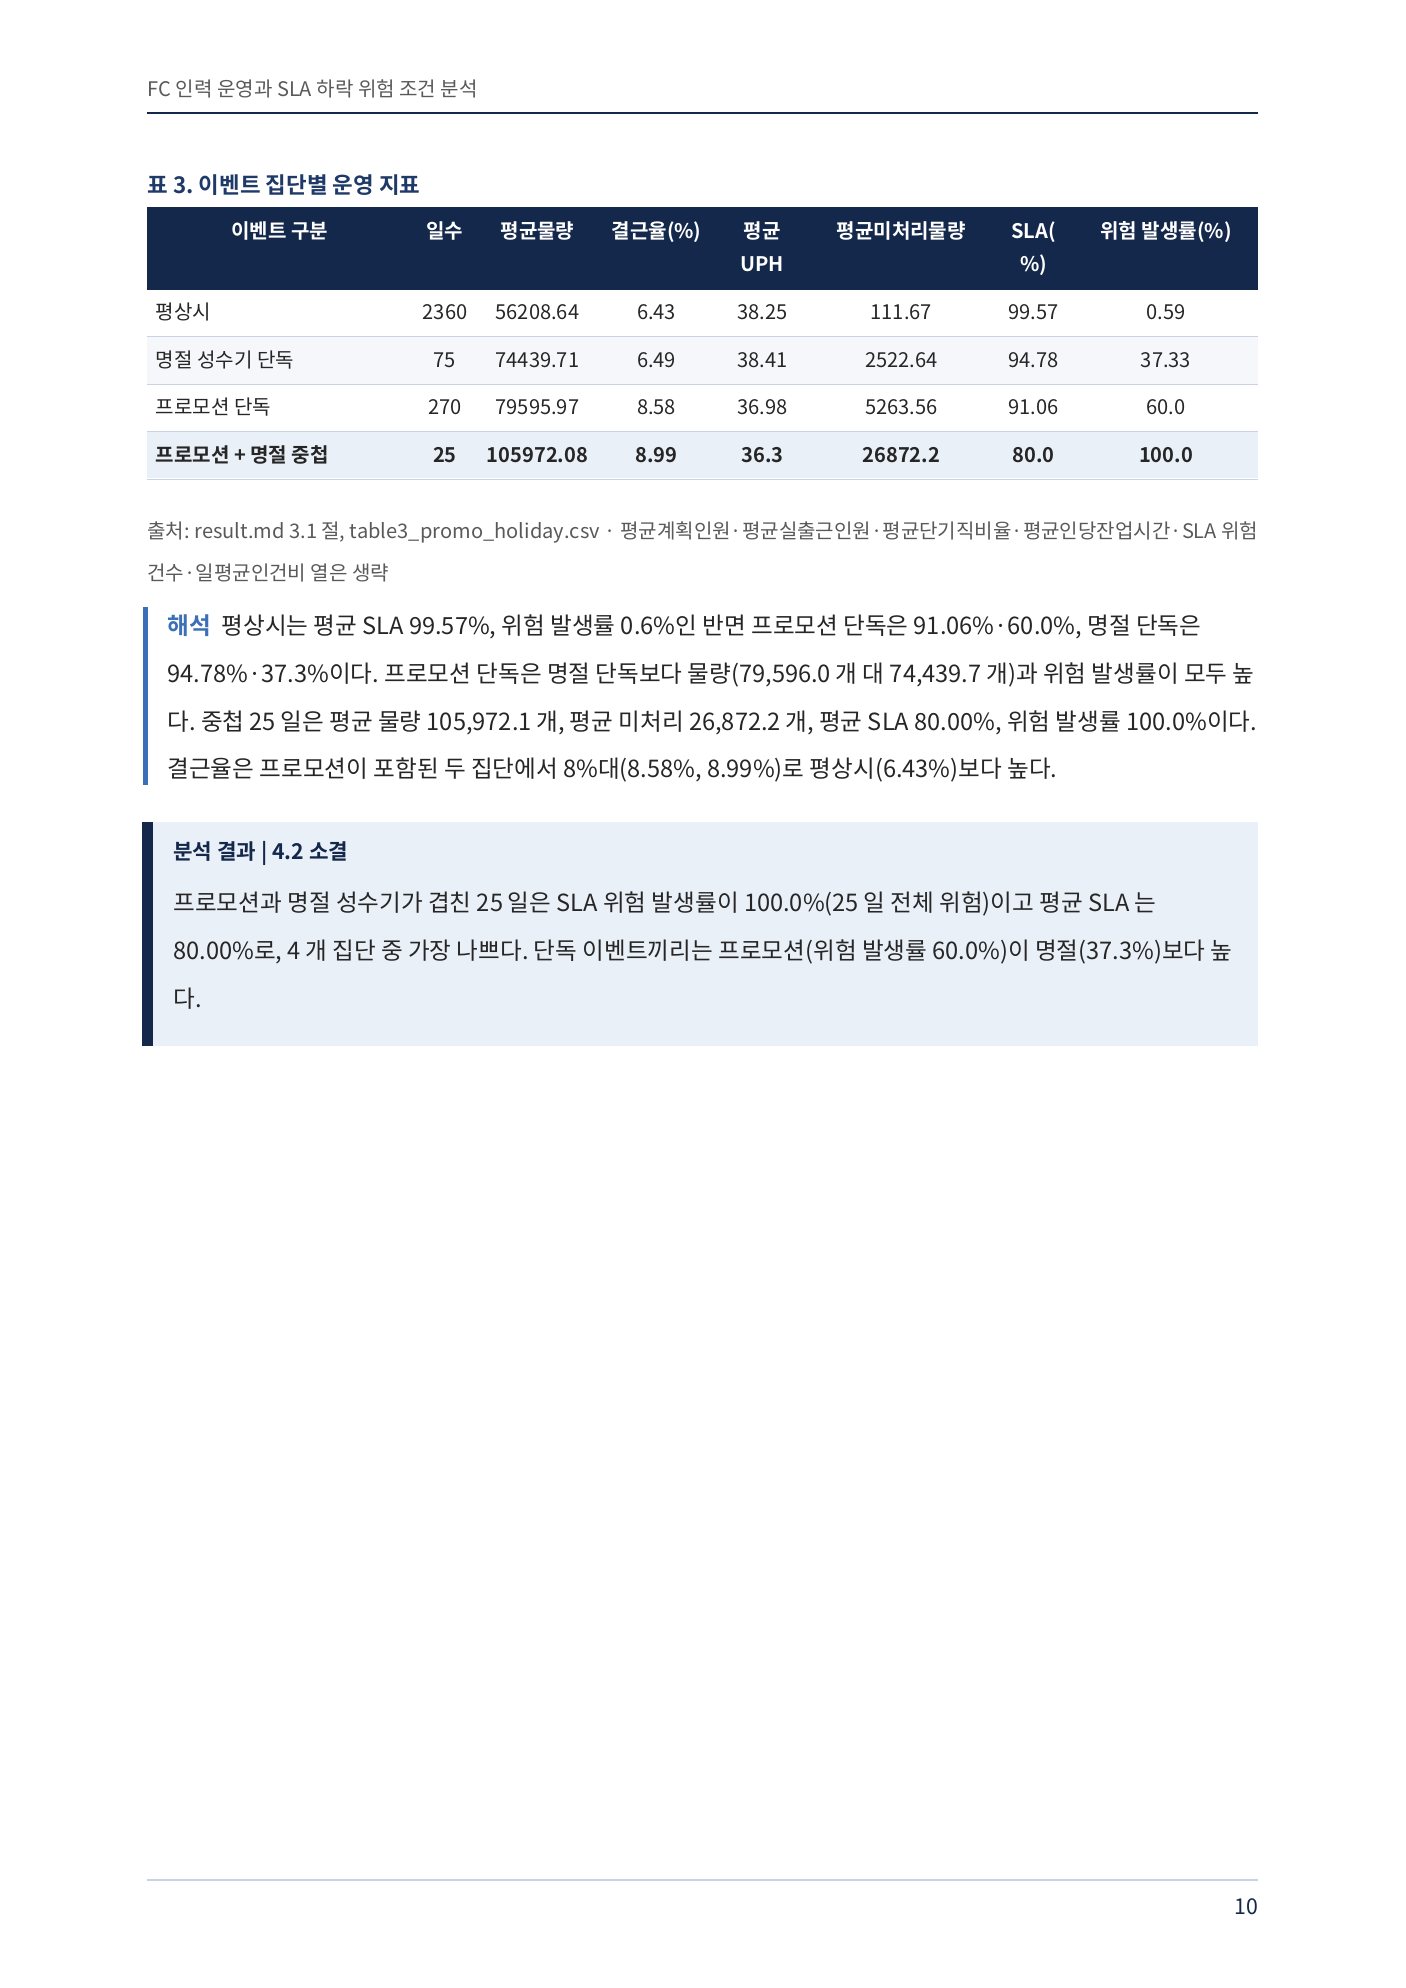 FC 인력 운영과 SLA 하락 위험 조건 분석
표 3. 이벤트 집단별 운영 지표
이벤트 구분 일수 평균물량 결근율(%) 평균 UPH 평균미처리물량 SLA(%) 위험 발생률(%)
평상시 2360 56208.64 6.43 38.25 111.67 99.57 0.59
명절 성수기 단독 75 74439.71 6.49 38.41 2522.64 94.78 37.33
프로모션 단독 270 79595.97 8.58 36.98 5263.56 91.06 60.0
프로모션 + 명절 중첩 25 105972.08 8.99 36.3 26872.2 80.0 100.0
출처: result.md 3.1 절, table3_promo_holiday.csv · 평균계획인원·평균실출근인원·평균단기직비율·평균인당잔업시간·SLA 위험
건수·일평균인건비 열은 생략
해석 평상시는 평균 SLA 99.57%, 위험 발생률 0.6%인 반면 프로모션 단독은 91.06%·60.0%, 명절 단독은
94.78%·37.3%이다. 프로모션 단독은 명절 단독보다 물량(79,596.0 개 대 74,439.7 개)과 위험 발생률이 모두 높
다. 중첩 25 일은 평균 물량 105,972.1 개, 평균 미처리 26,872.2 개, 평균 SLA 80.00%, 위험 발생률 100.0%이다.
결근율은 프로모션이 포함된 두 집단에서 8%대(8.58%, 8.99%)로 평상시(6.43%)보다 높다.
분석 결과 | 4.2 소결
프로모션과 명절 성수기가 겹친 25 일은 SLA 위험 발생률이 100.0%(25 일 전체 위험)이고 평균 SLA 는
80.00%로, 4 개 집단 중 가장 나쁘다. 단독 이벤트끼리는 프로모션(위험 발생률 60.0%)이 명절(37.3%)보다 높
다.
10